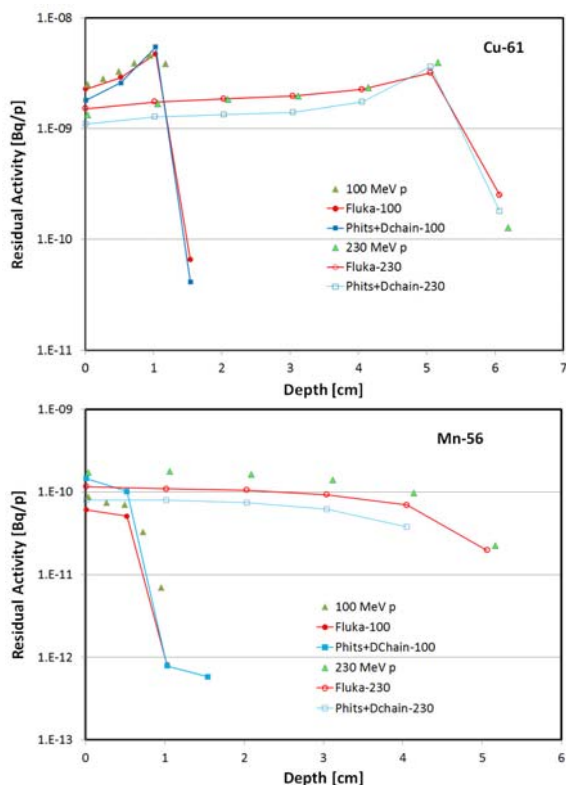 1.E-08
Cu-61
1.E-09
1.E-10
1.E-11
Residual Activity [Bq/p]
100 MeV p
Fluka-100
Phits+Dchain-100
230 MeV p
Fluka-230
Phits+Dchain-230
0 1 2 3 4 5 6 7
Depth [cm]
1.E-09
Mn-56
1.E-10
1.E-11
1.E-12
1.E-13
Residual Activity [Bq/p]
100 MeV p
Fluka-100
Phits+DChain-100
230 MeV p
Fluka-230
Phits+Dchain-230
0 1 2 3 4 5 6
Depth [cm]